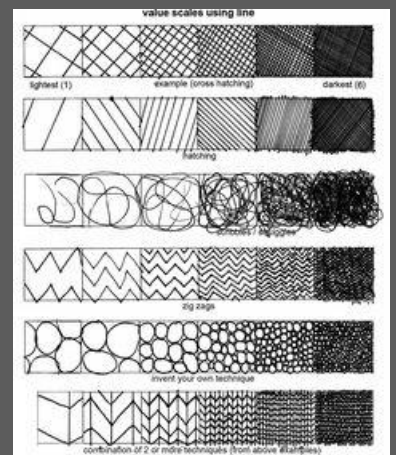 value scales using line
lightest (1) example (cross hatching) darkest (6)
hatching
scribbles / squiggles
zig zags
invent your own technique
combination of 2 or more techniques (from above examples)